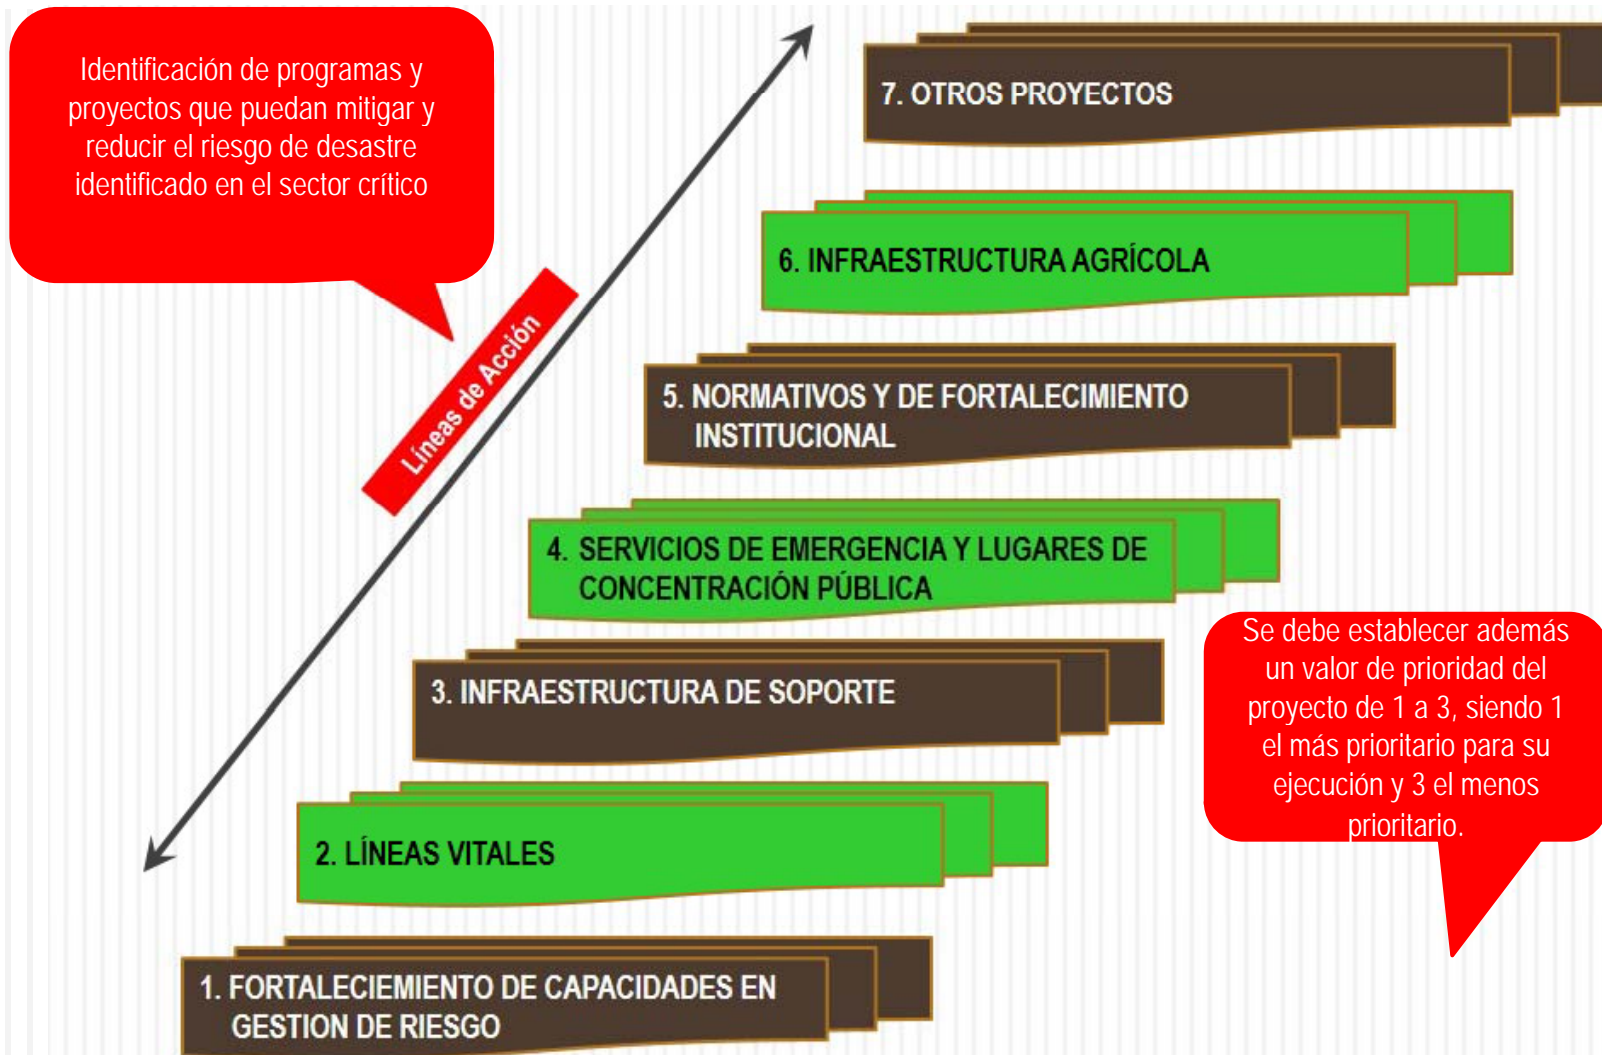 Identificación de programas y
proyectos que puedan mitigar y
reducir el riesgo de desastre
identificado en el sector crítico
Líneas de Acción
7. OTROS PROYECTOS
6. INFRAESTRUCTURA AGRÍCOLA
5. NORMATIVOS Y DE FORTALECIMIENTO
INSTITUCIONAL
4. SERVICIOS DE EMERGENCIA Y LUGARES DE
CONCENTRACIÓN PÚBLICA
3. INFRAESTRUCTURA DE SOPORTE
2. LÍNEAS VITALES
1. FORTALECIEMIENTO DE CAPACIDADES EN
GESTION DE RIESGO
Se debe establecer además
un valor de prioridad del
proyecto de 1 a 3, siendo 1
el más prioritario para su
ejecución y 3 el menos
prioritario.